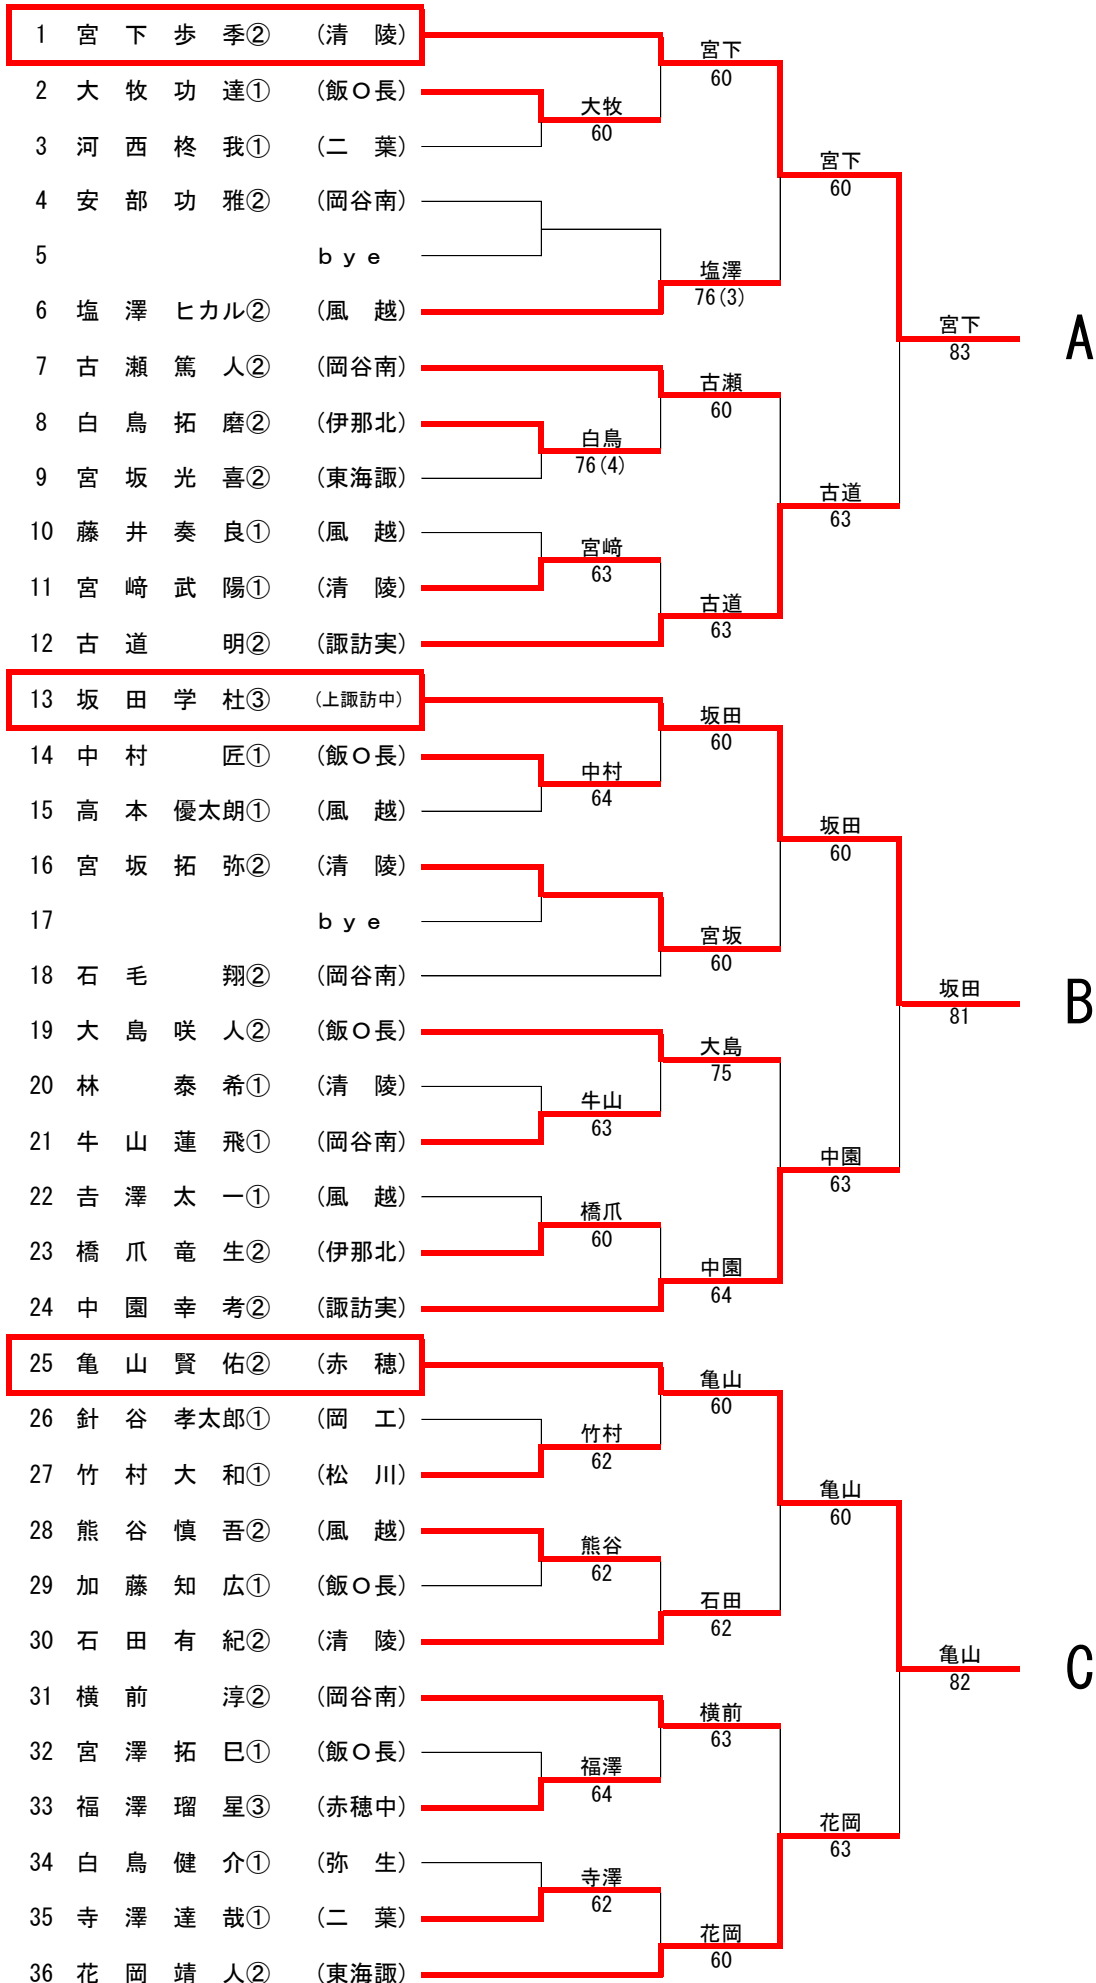 1 宮 下 歩 季② (清 陵)
宮下
60
2 大 牧 功 達① (飯O長)
大牧
60
3 河 西 柊 我① (二 葉)
宮下
60
4 安 部 功 雅② (岡谷南)
5 bye
塩澤
76(3)
6 塩 澤 ヒカル② (風 越)
宮下
83
A
7 古 瀬 篤 人② (岡谷南)
古瀬
60
8 白 鳥 拓 磨② (伊那北)
白鳥
76(4)
9 宮 坂 光 喜② (東海諏)
古道
63
10 藤 井 奏 良① (風 越)
宮﨑
63
11 宮 﨑 武 陽① (清 陵)
古道
63
12 古 道 明② (諏訪実)
13 坂 田 学 杜③ (上諏訪中)
坂田
60
14 中 村 匠① (飯O長)
中村
64
15 高 本 優太朗① (風 越)
坂田
60
16 宮 坂 拓 弥② (清 陵)
17 bye
宮坂
60
18 石 毛 翔② (岡谷南)
坂田
81
B
19 大 島 咲 人② (飯O長)
大島
75
20 林 泰 希① (清 陵)
牛山
63
21 牛 山 蓮 飛① (岡谷南)
中園
63
22 𠮷 澤 太 一① (風 越)
橋爪
60
23 橋 爪 竜 生② (伊那北)
中園
64
24 中 園 幸 考② (諏訪実)
25 亀 山 賢 佑② (赤 穂)
亀山
60
26 針 谷 孝太郎① (岡 工)
竹村
62
27 竹 村 大 和① (松 川)
亀山
60
28 熊 谷 慎 吾② (風 越)
熊谷
62
29 加 藤 知 広① (飯O長)
石田
62
30 石 田 有 紀② (清 陵)
亀山
82
C
31 横 前 淳② (岡谷南)
横前
63
32 宮 澤 拓 巳① (飯O長)
福澤
64
33 福 澤 瑠 星③ (赤穂中)
花岡
63
34 白 鳥 健 介① (弥 生)
寺澤
62
35 寺 澤 達 哉① (二 葉)
花岡
60
36 花 岡 靖 人② (東海諏)